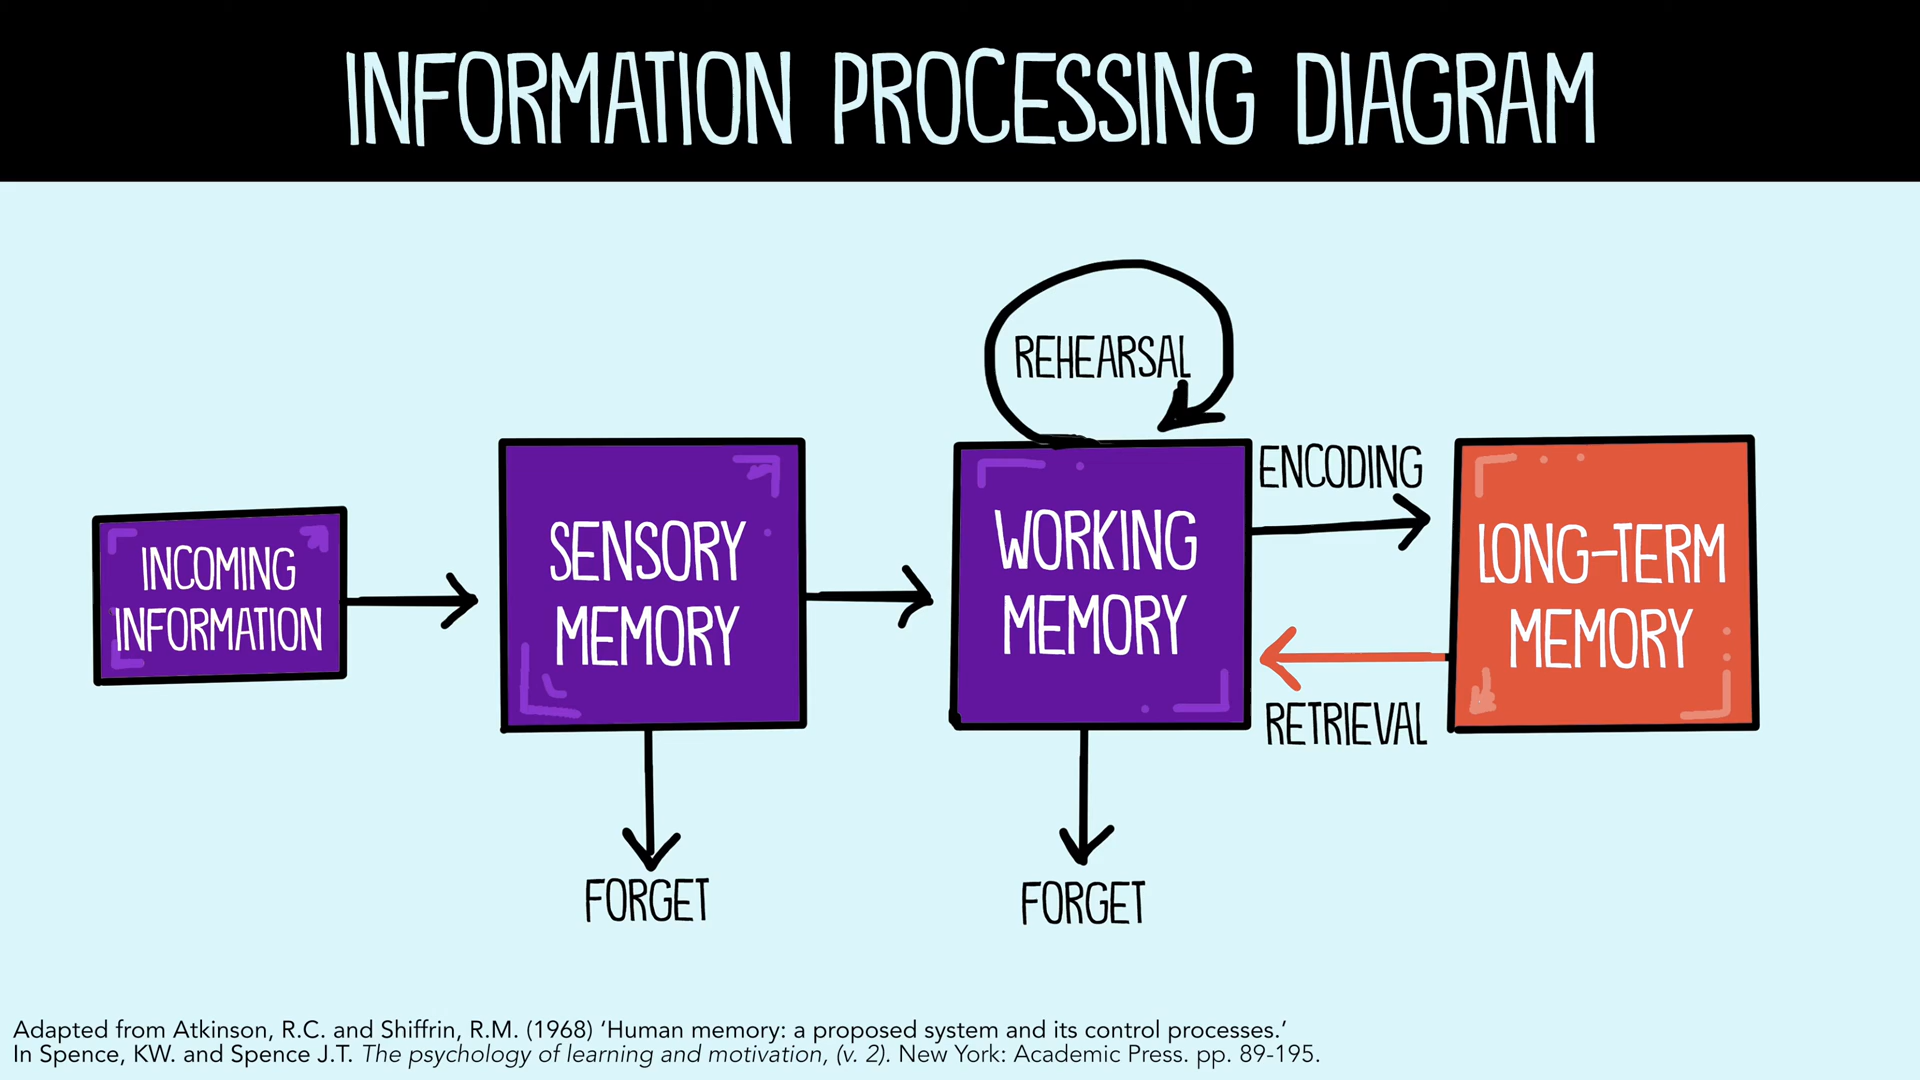 INFORMATION PROCESSING DIAGRAM
REHEARSAL
ENCODING
INCOMING
INFORMATION
SENSORY
MEMORY
WORKING
MEMORY
LONG-TERM
MEMORY
RETRIEVAL
FORGET
FORGET
Adapted from Atkinson, R.C. and Shiffrin, R.M. (1968) ‘Human memory: a proposed system and its control processes.’
In Spence, KW. and Spence J.T. The psychology of learning and motivation, (v. 2). New York: Academic Press. pp. 89-195.